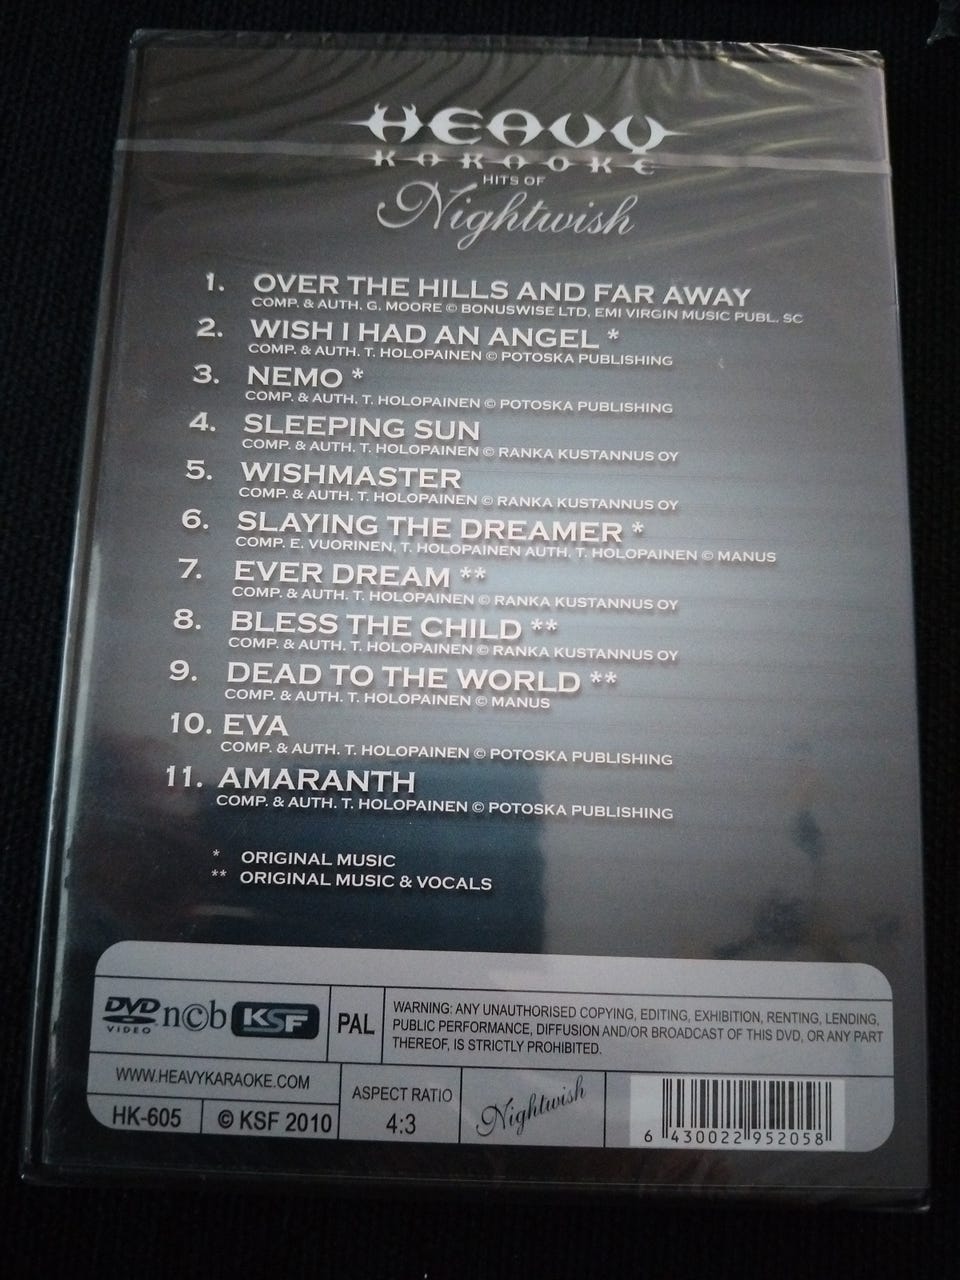 HEAVY
KARAOKE
HITS OF
Nightwish
1. OVER THE HILLS AND FAR AWAY
COMP. & AUTH. G. MOORE © BONUSWISE LTD, EMI VIRGIN MUSIC PUBL. SC
2. WISH I HAD AN ANGEL *
COMP. & AUTH. T. HOLOPAINEN © POTOSKA PUBLISHING
3. NEMO *
COMP. & AUTH. T. HOLOPAINEN © POTOSKA PUBLISHING
4. SLEEPING SUN
COMP. & AUTH. T. HOLOPAINEN © RANKA KUSTANNUS OY
5. WISHMASTER
COMP. & AUTH. T. HOLOPAINEN © RANKA KUSTANNUS OY
6. SLAYING THE DREAMER *
COMP. E. VUORINEN, T. HOLOPAINEN AUTH. T. HOLOPAINEN © MANUS
7. EVER DREAM **
COMP. & AUTH. T. HOLOPAINEN © RANKA KUSTANNUS OY
8. BLESS THE CHILD **
COMP. & AUTH. T. HOLOPAINEN © RANKA KUSTANNUS OY
9. DEAD TO THE WORLD **
COMP. & AUTH. T. HOLOPAINEN © MANUS
10. EVA
COMP. & AUTH. T. HOLOPAINEN © POTOSKA PUBLISHING
11. AMARANTH
COMP. & AUTH. T. HOLOPAINEN © POTOSKA PUBLISHING
* ORIGINAL MUSIC
** ORIGINAL MUSIC & VOCALS
DVD VIDEO n©b KSF
PAL
WARNING: ANY UNAUTHORISED COPYING, EDITING, EXHIBITION, RENTING, LENDING,
PUBLIC PERFORMANCE, DIFFUSION AND/OR BROADCAST OF THIS DVD, OR ANY PART
THEREOF, IS STRICTLY PROHIBITED.
WWW.HEAVYKARAOKE.COM
HK-605 © KSF 2010
ASPECT RATIO
4:3
Nightwish
6 430022 952058